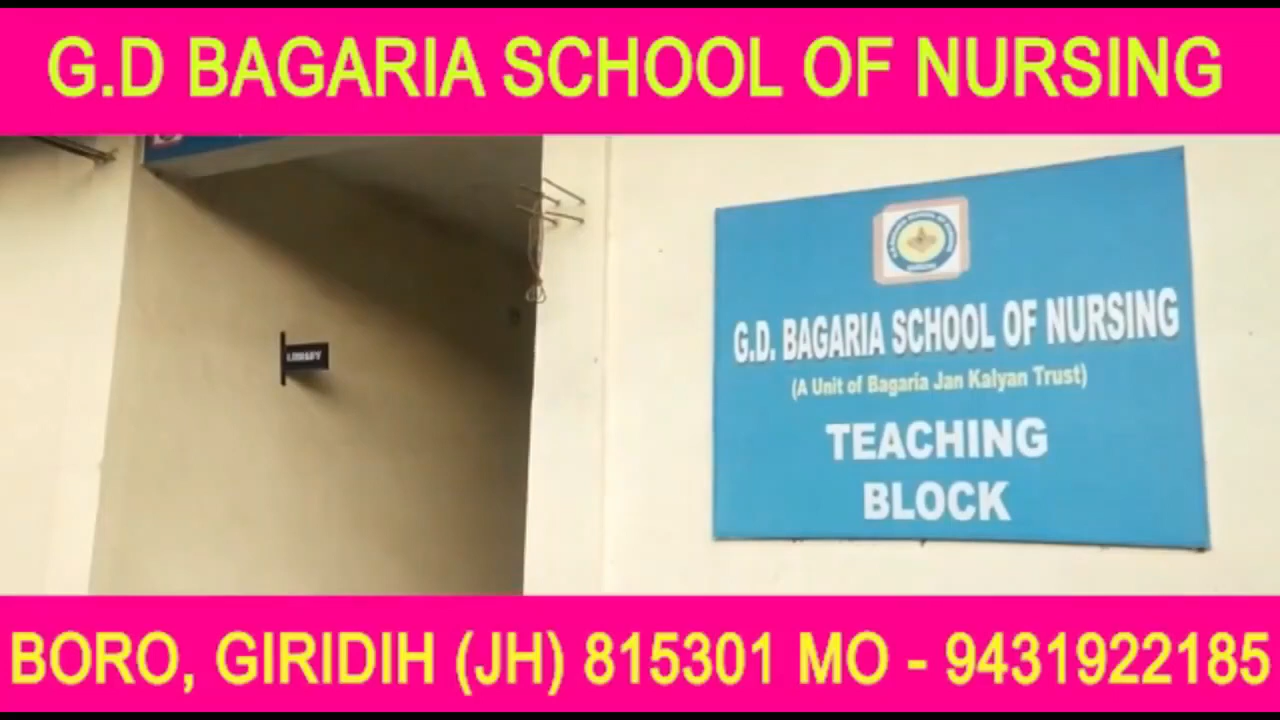 G.D BAGARIA SCHOOL OF NURSING
LIBRARY
G.D. BAGARIA SCHOOL OF NURSING
(A Unit of Bagaria Jan Kalyan Trust)
TEACHING
BLOCK
BORO, GIRIDIH (JH) 815301 MO - 9431922185